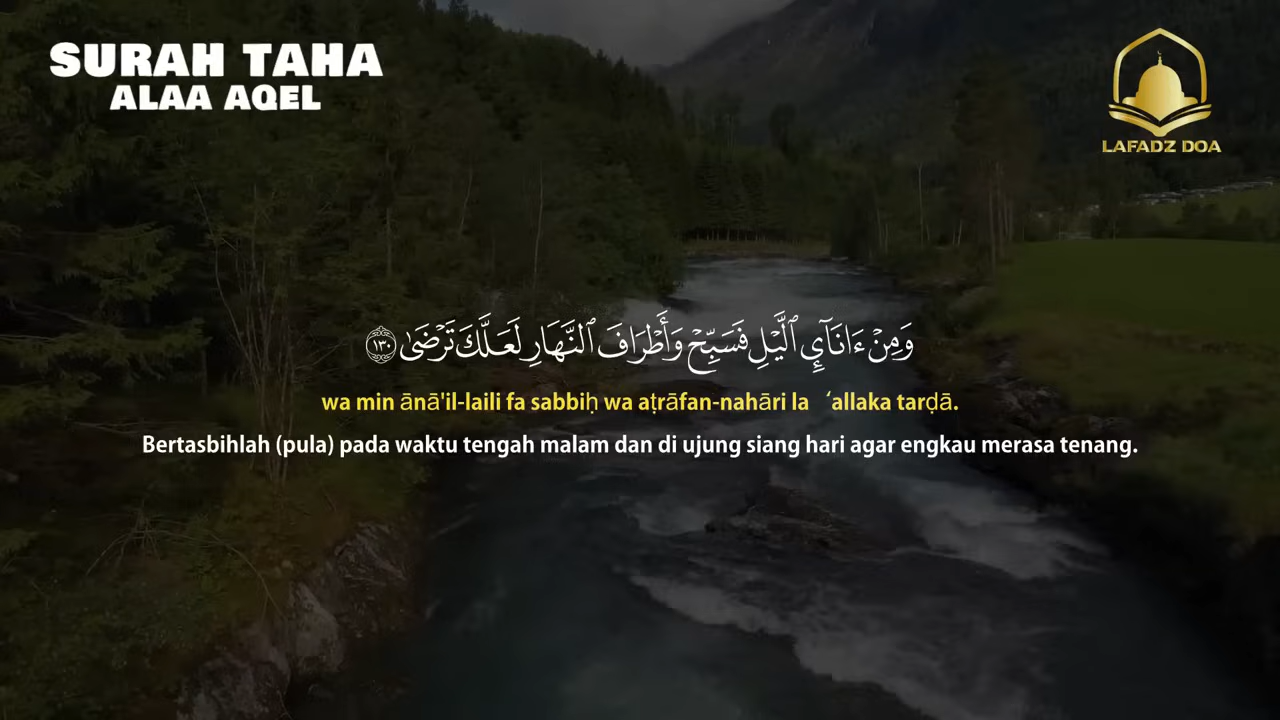 SURAH TAHA
ALAA AQEL
LAFADZ DOA
وَمِنْ ءَانَآئِ ٱلَّيْلِ فَسَبِّحْ وَأَطْرَافَ ٱلنَّهَارِ لَعَلَّكَ تَرْضَىٰ ١٣٠
wa min ānā'il-laili fa sabbiḥ wa aṭrāfan-nahāri la ‘allaka tarḍā.
Bertasbihlah (pula) pada waktu tengah malam dan di ujung siang hari agar engkau merasa tenang.